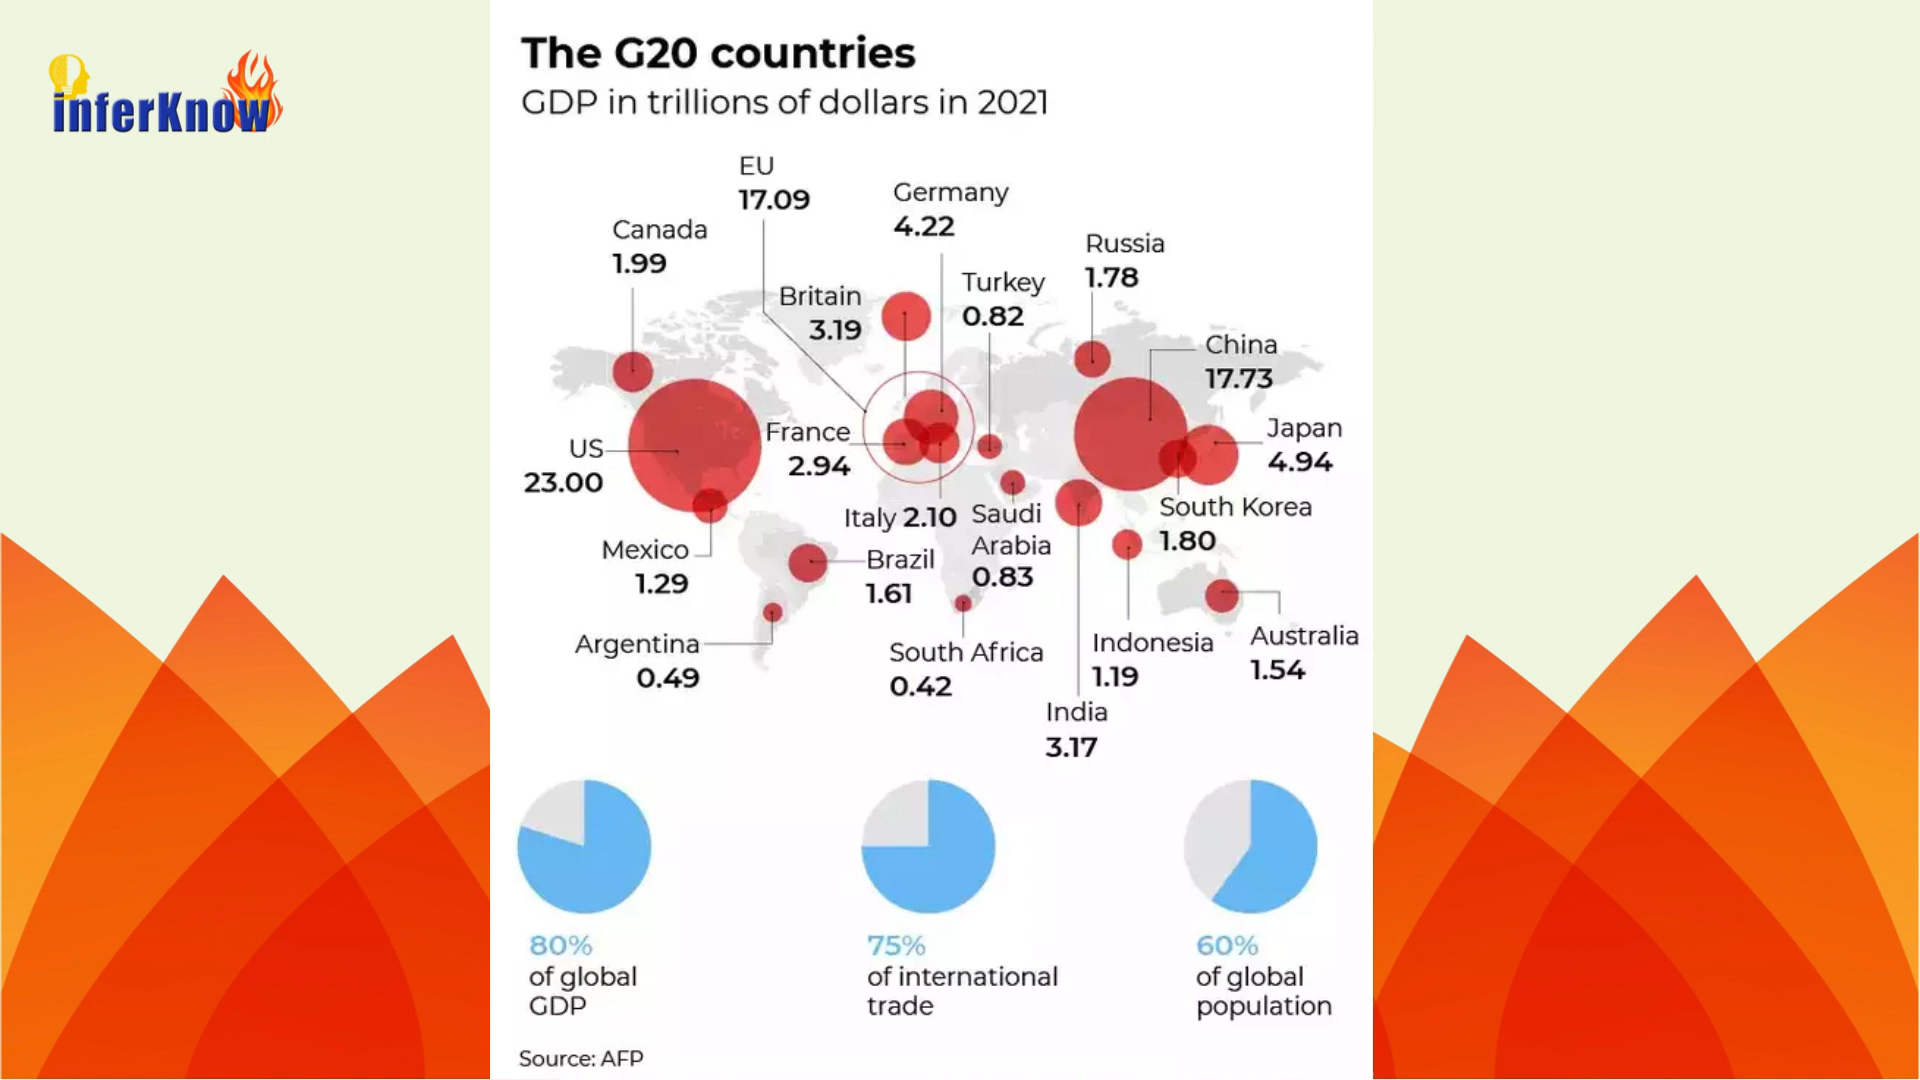 inferKnow
The G20 countries
GDP in trillions of dollars in 2021
EU
17.09
Germany
4.22
Canada
1.99
Russia
1.78
Britain
3.19
Turkey
0.82
China
17.73
US
23.00
France
2.94
Japan
4.94
Italy 2.10
Saudi
Arabia
0.83
South Korea
1.80
Mexico
1.29
Brazil
1.61
Argentina
0.49
South Africa
0.42
Indonesia
1.19
Australia
1.54
India
3.17
80%
of global
GDP
75%
of international
trade
60%
of global
population
Source: AFP